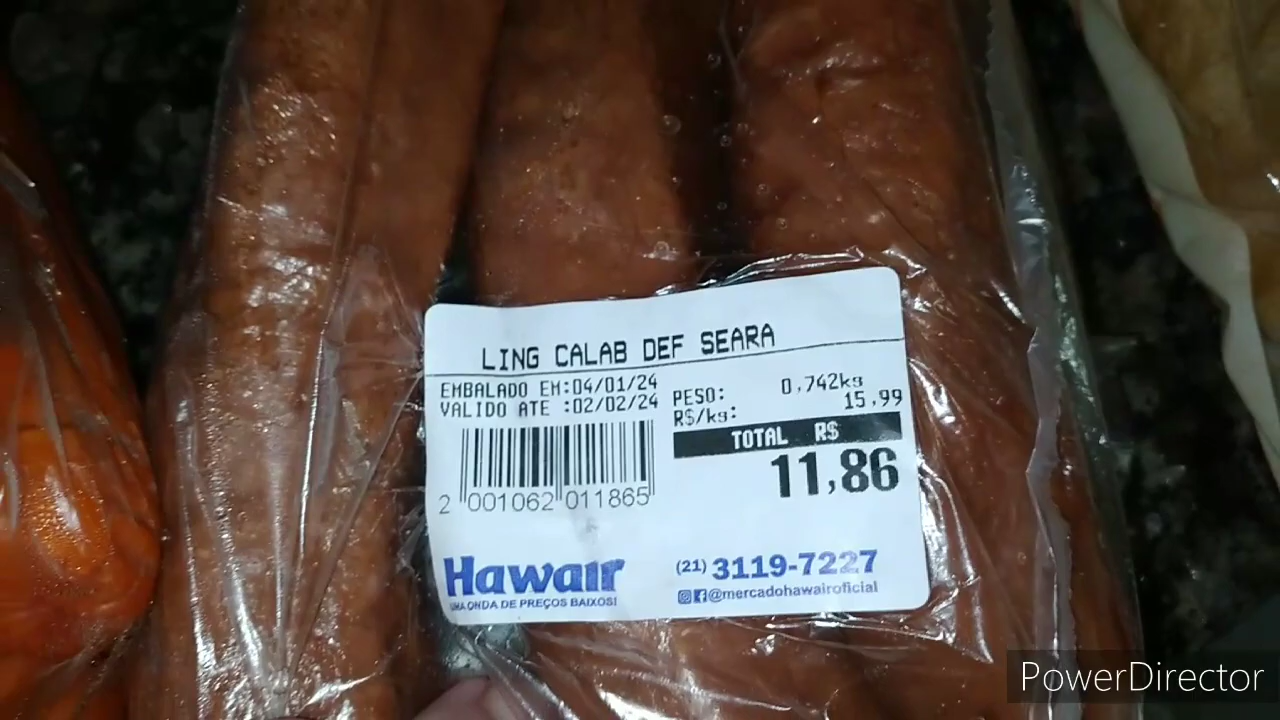 LING CALAB DEF SEARA
EMBALADO EM:04/01/24
VALIDO ATE :02/02/24
PESO: 0,742kg
R$/kg: 15,99
TOTAL R$
11,86
2 001062 011865
Hawair
UMA ONDA DE PREÇOS BAIXOS!
(21) 3119-7227
@mercadohawairoficial
PowerDirector